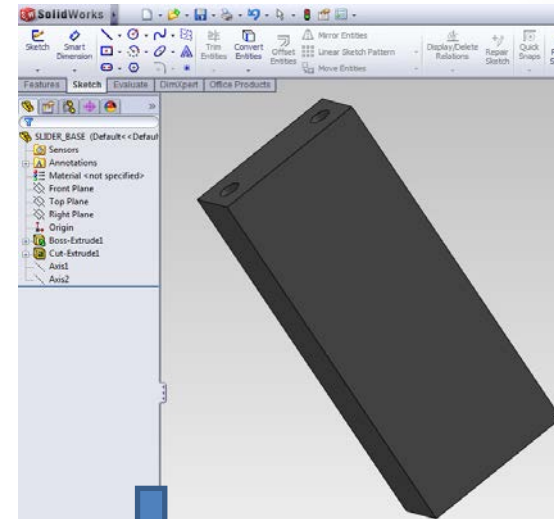 SolidWorks
Sketch Smart Dimension Trim Entities Convert Entities Offset Entities Mirror Entities Linear Sketch Pattern Move Entities Display/Delete Relations Repair Sketch Quick Snaps
Features Sketch Evaluate DimXpert Office Products
SLIDER_BASE (Default<<Defaul
Sensors
Annotations
Material <not specified>
Front Plane
Top Plane
Right Plane
Origin
Boss-Extrude1
Cut-Extrude1
Axis1
Axis2